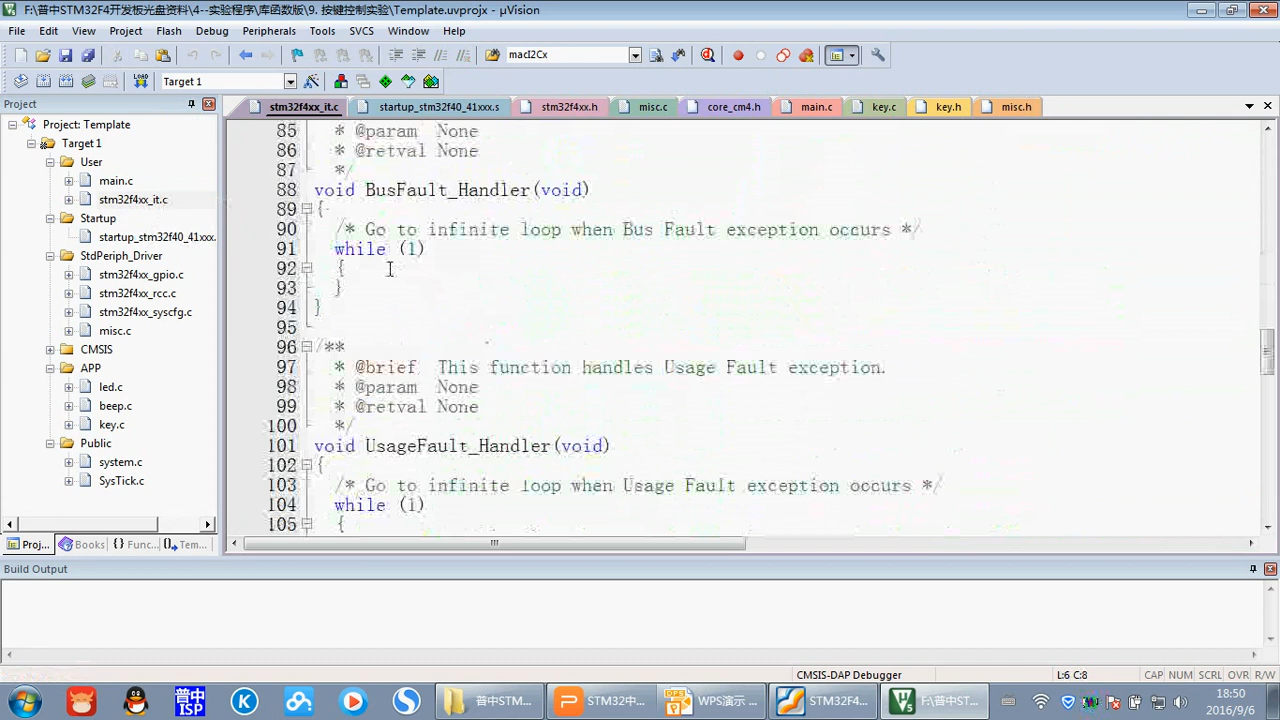 F:\普中STM32F4开发板光盘资料\4--实验程序\库函数版\9. 按键控制实验\Template.uvprojx - µVision
File Edit View Project Flash Debug Peripherals Tools SVCS Window Help
macI2Cx
LOAD Target 1
Project
stm32f4xx_it.c startup_stm32f40_41xxx.s stm32f4xx.h misc.c core_cm4.h main.c key.c key.h misc.h
Project: Template
Target 1
User
main.c
stm32f4xx_it.c
Startup
startup_stm32f40_41xxx.
StdPeriph_Driver
stm32f4xx_gpio.c
stm32f4xx_rcc.c
stm32f4xx_syscfg.c
misc.c
CMSIS
APP
led.c
beep.c
key.c
Public
system.c
SysTick.c
85 * @param None
86 * @retval None
87 */
88 void BusFault_Handler(void)
89 {
90 /* Go to infinite loop when Bus Fault exception occurs */
91 while (1)
92 {
93 }
94 }
95
96 /**
97 * @brief This function handles Usage Fault exception.
98 * @param None
99 * @retval None
100 */
101 void UsageFault_Handler(void)
102 {
103 /* Go to infinite loop when Usage Fault exception occurs */
104 while (1)
105 {
Proj... Books {} Func... Tem...
Build Output
CMSIS-DAP Debugger L:6 C:8 CAP NUM SCRL OVR R/W
普中ISP K 普中STM... STM32中... WPS演示 ... STM32F4... F:\普中ST... 18:50
2016/9/6